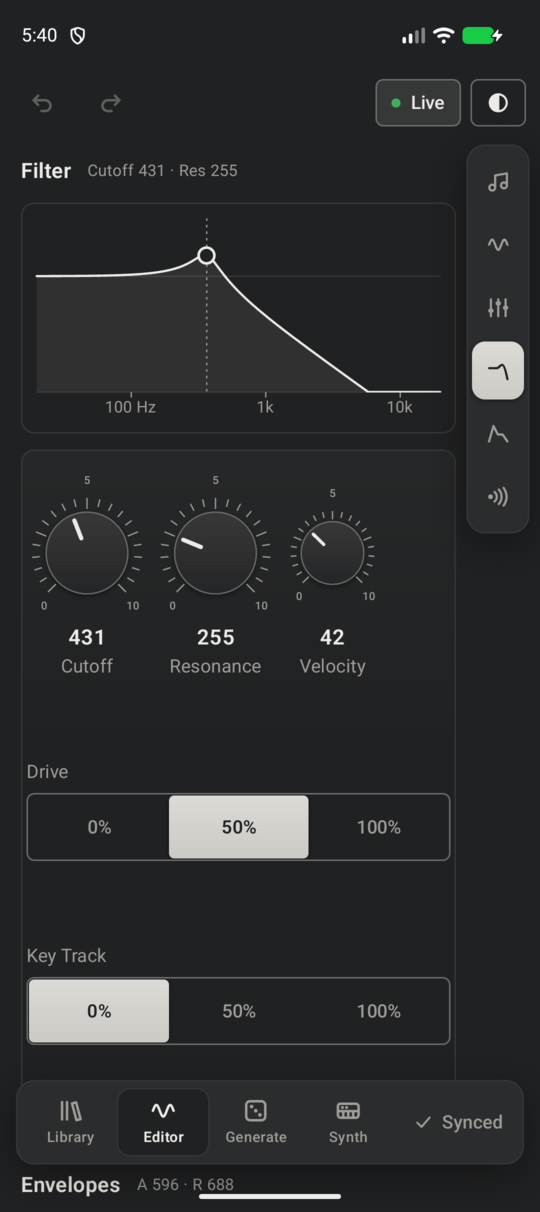 5:40
Live
Filter Cutoff 431 · Res 255
100 Hz 1k 10k
5 5 5
0 10 0 10 0 10
431 255 42
Cutoff Resonance Velocity
Drive
0% 50% 100%
Key Track
0% 50% 100%
Library Editor Generate Synth Synced
Envelopes A 596 · R 688